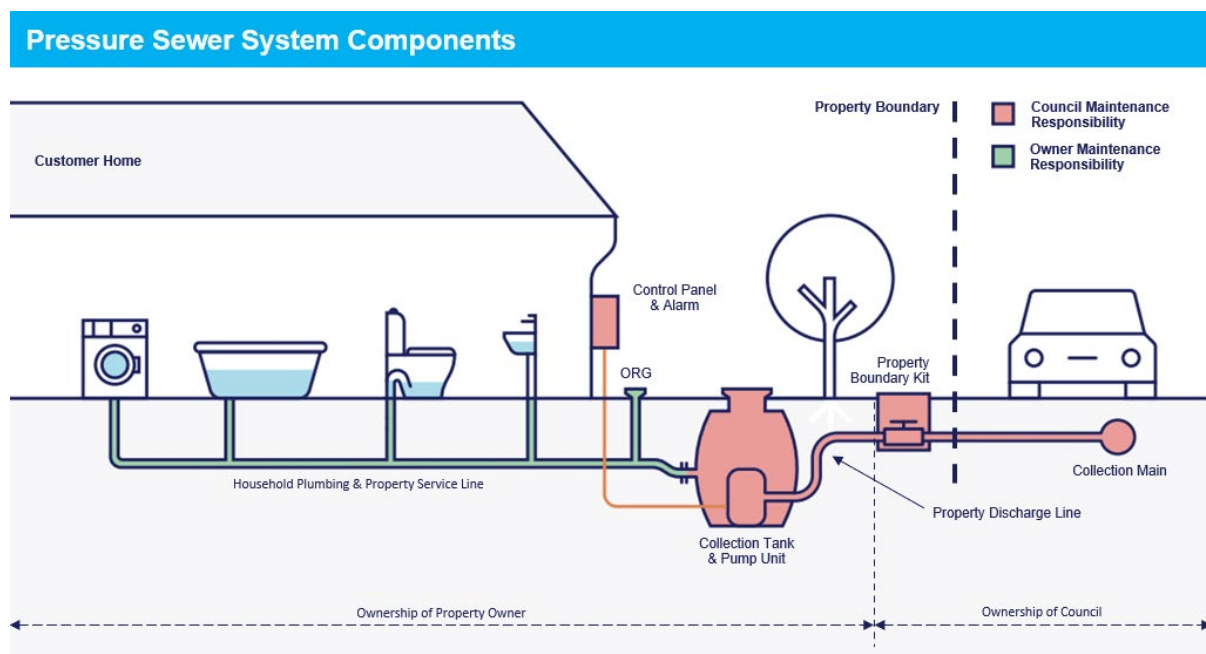 Pressure Sewer System Components
Property Boundary
Council Maintenance
Responsibility
Owner Maintenance
Responsibility
Customer Home
Control Panel
& Alarm
ORG
Property
Boundary Kit
Collection Main
Household Plumbing & Property Service Line
Property Discharge Line
Collection Tank
& Pump Unit
Ownership of Property Owner
Ownership of Council